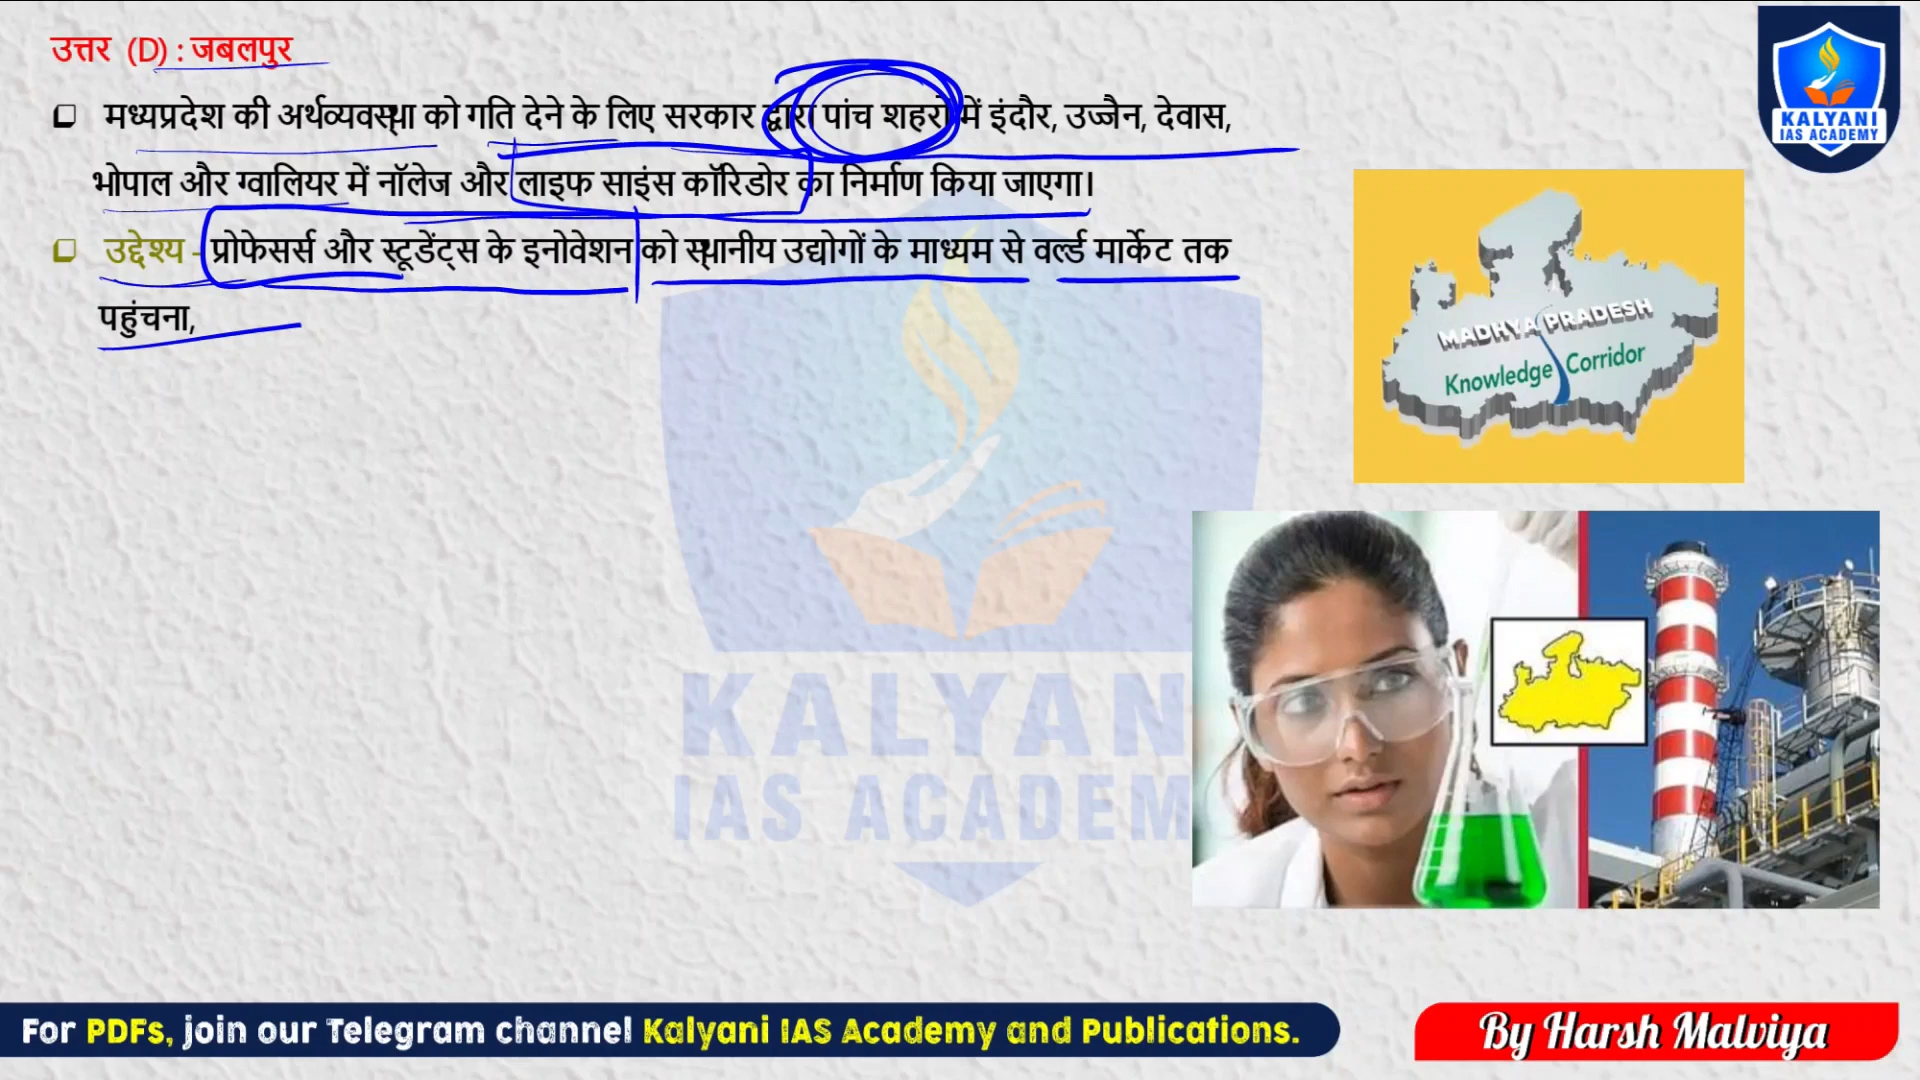 उत्तर (D) : जबलपुर
मध्यप्रदेश की अर्थव्यवस्था को गति देने के लिए सरकार द्वारा पांच शहरों में इंदौर, उज्जैन, देवास,
भोपाल और ग्वालियर में नॉलेज और लाइफ साइंस कॉरिडोर का निर्माण किया जाएगा।
उद्देश्य - प्रोफेसर्स और स्टूडेंट्स के इनोवेशन को स्थानीय उद्योगों के माध्यम से वर्ल्ड मार्केट तक
पहुंचना,
KALYANI
IAS ACADEMY
MADHYA PRADESH
Knowledge Corridor
KALYAN
IAS ACADEM
For PDFs, join our Telegram channel Kalyani IAS Academy and Publications.
By Harsh Malviya